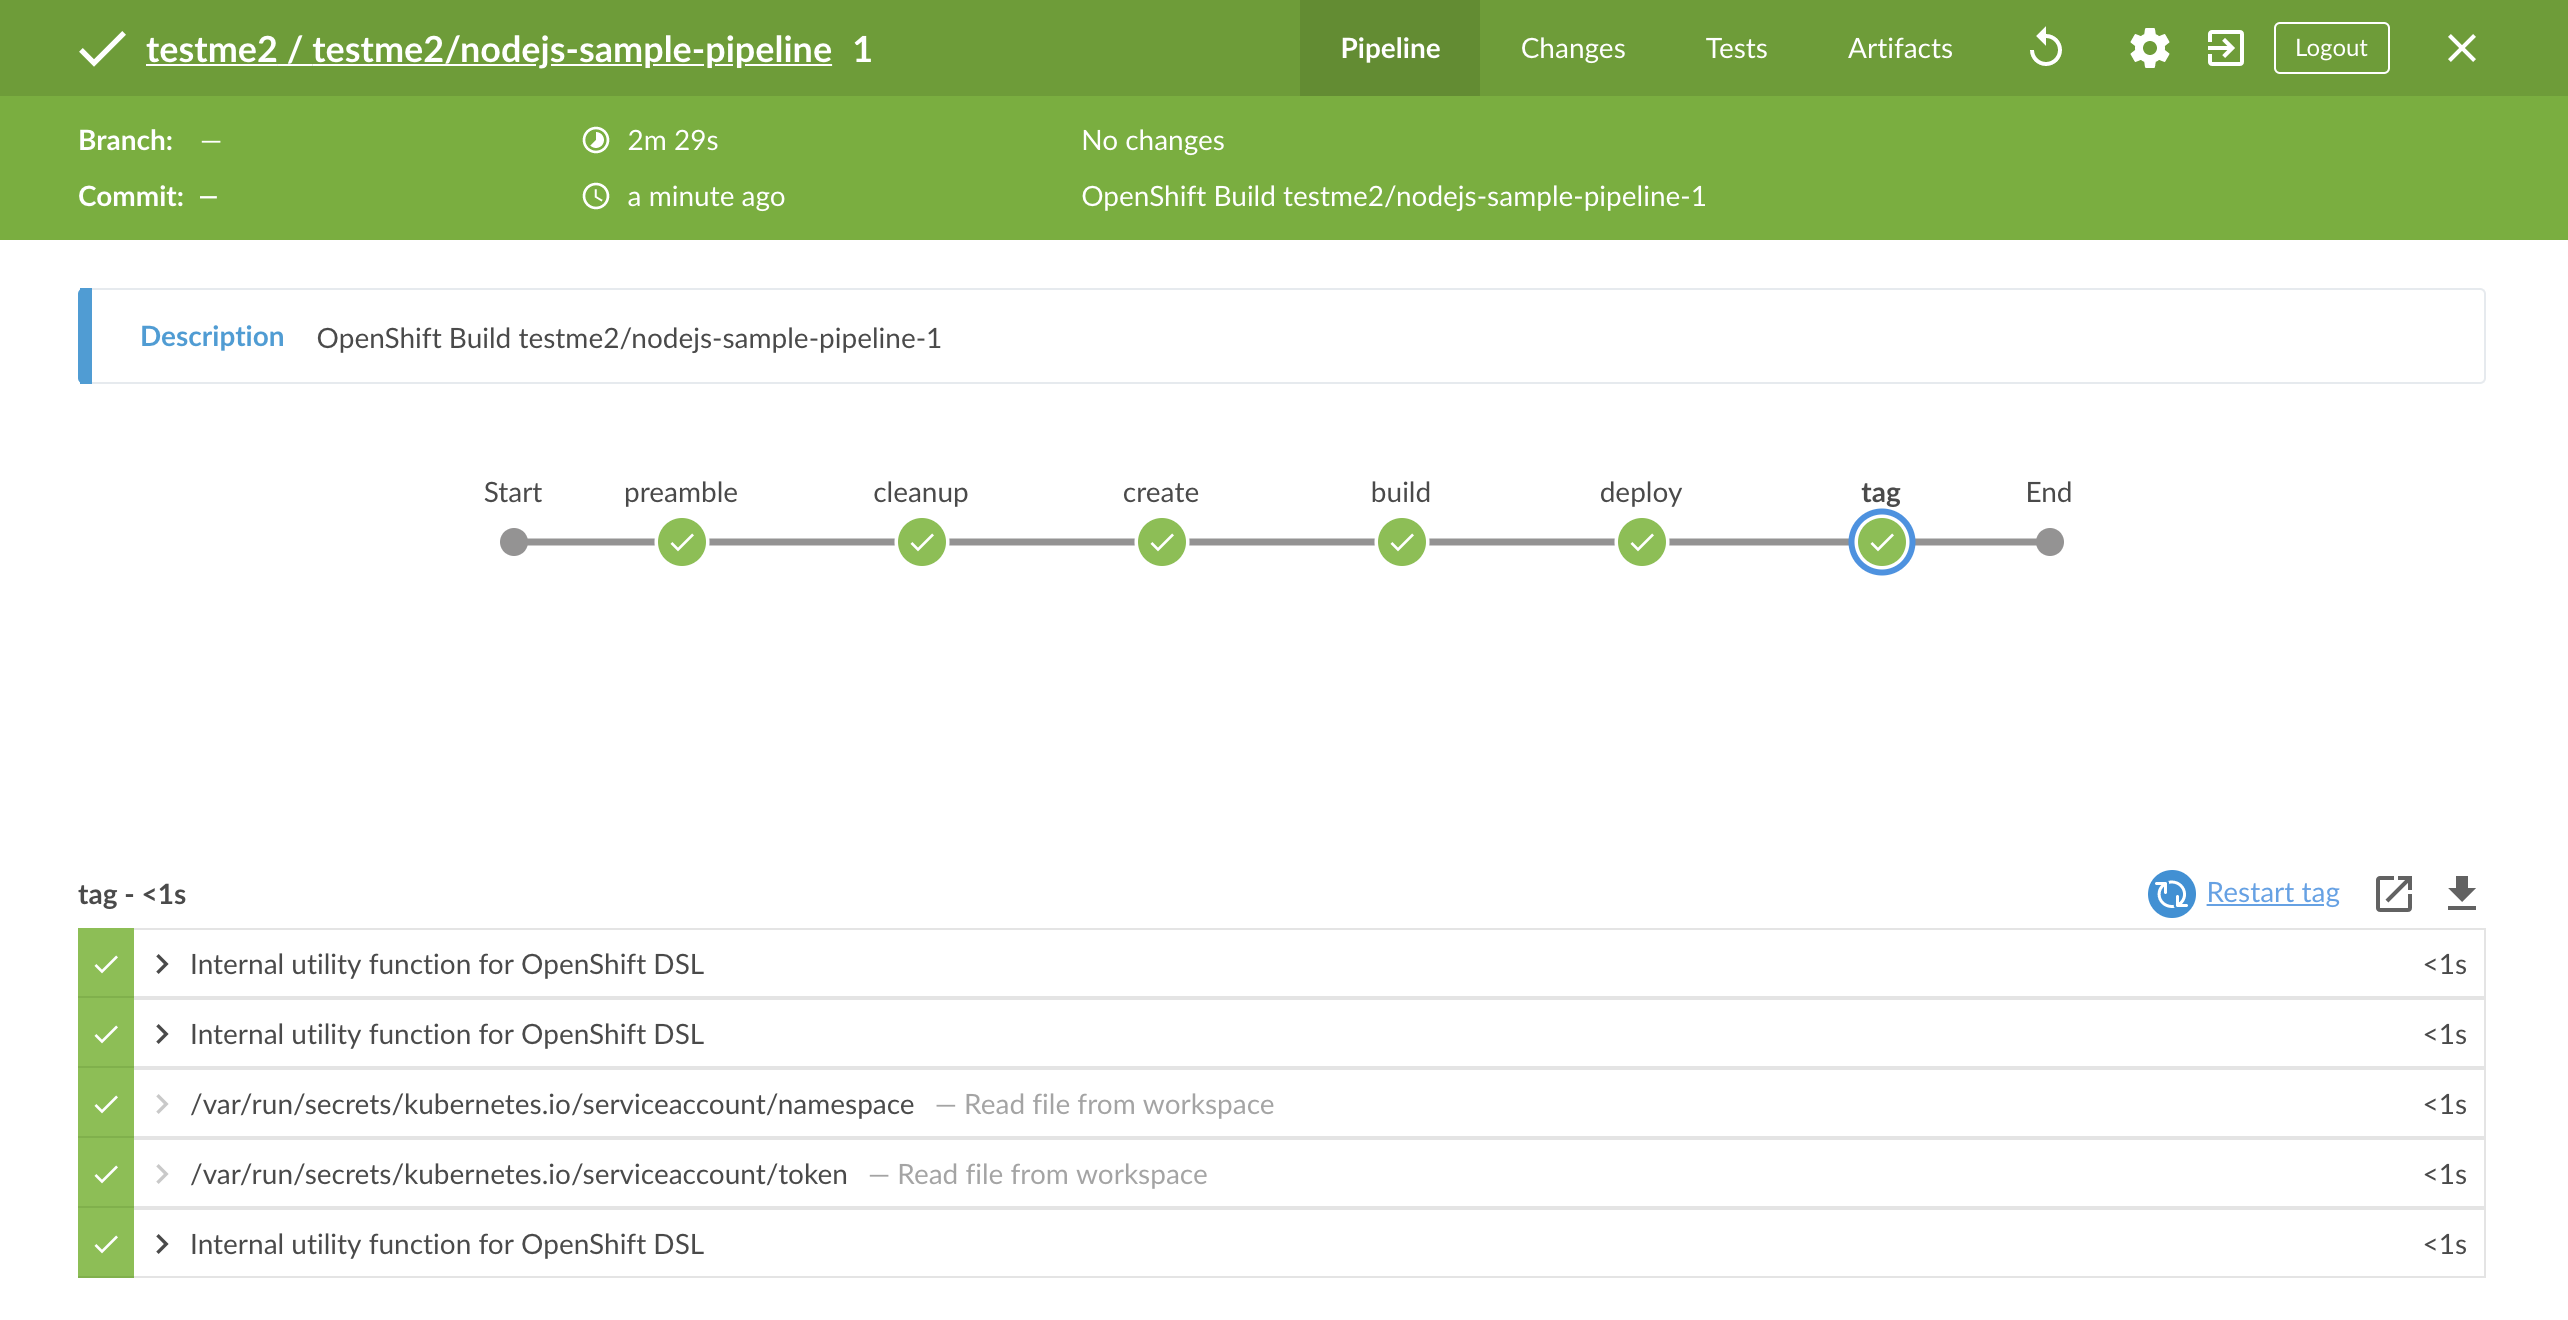 testme2 / testme2/nodejs-sample-pipeline 1
Pipeline Changes Tests Artifacts Logout
Branch: — 2m 29s No changes
Commit: — a minute ago OpenShift Build testme2/nodejs-sample-pipeline-1
Description OpenShift Build testme2/nodejs-sample-pipeline-1
Start preamble cleanup create build deploy tag End
tag - <1s Restart tag
Internal utility function for OpenShift DSL <1s
Internal utility function for OpenShift DSL <1s
/var/run/secrets/kubernetes.io/serviceaccount/namespace — Read file from workspace <1s
/var/run/secrets/kubernetes.io/serviceaccount/token — Read file from workspace <1s
Internal utility function for OpenShift DSL <1s